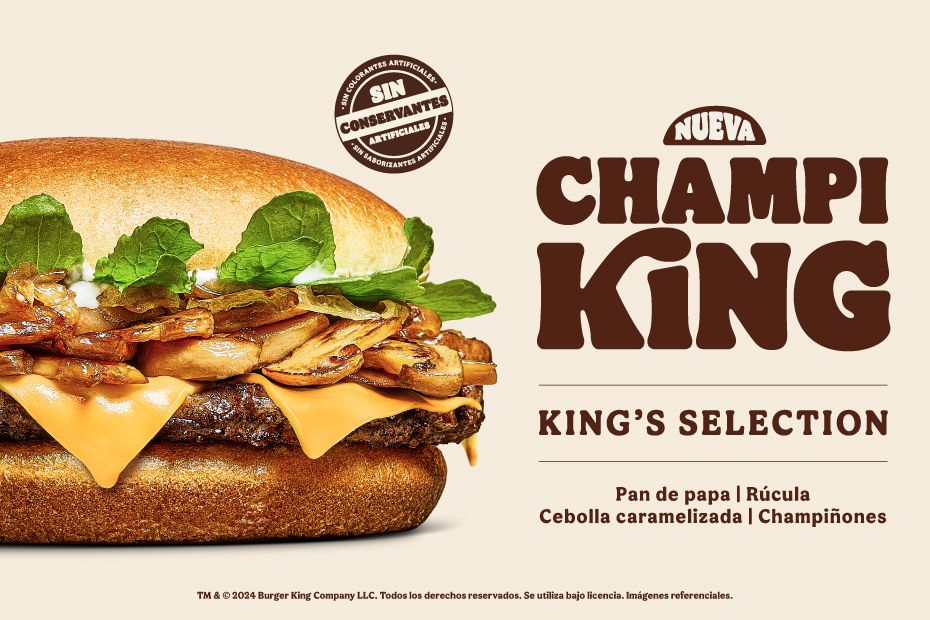 · SIN COLORANTES ARTIFICIALES ·
SIN
CONSERVANTES
ARTIFICIALES
· SIN SABORIZANTES ARTIFICIALES ·
NUEVA
CHAMPI
KiNG
KING'S SELECTION
Pan de papa | Rúcula
Cebolla caramelizada | Champiñones
TM & © 2024 Burger King Company LLC. Todos los derechos reservados. Se utiliza bajo licencia. Imágenes referenciales.